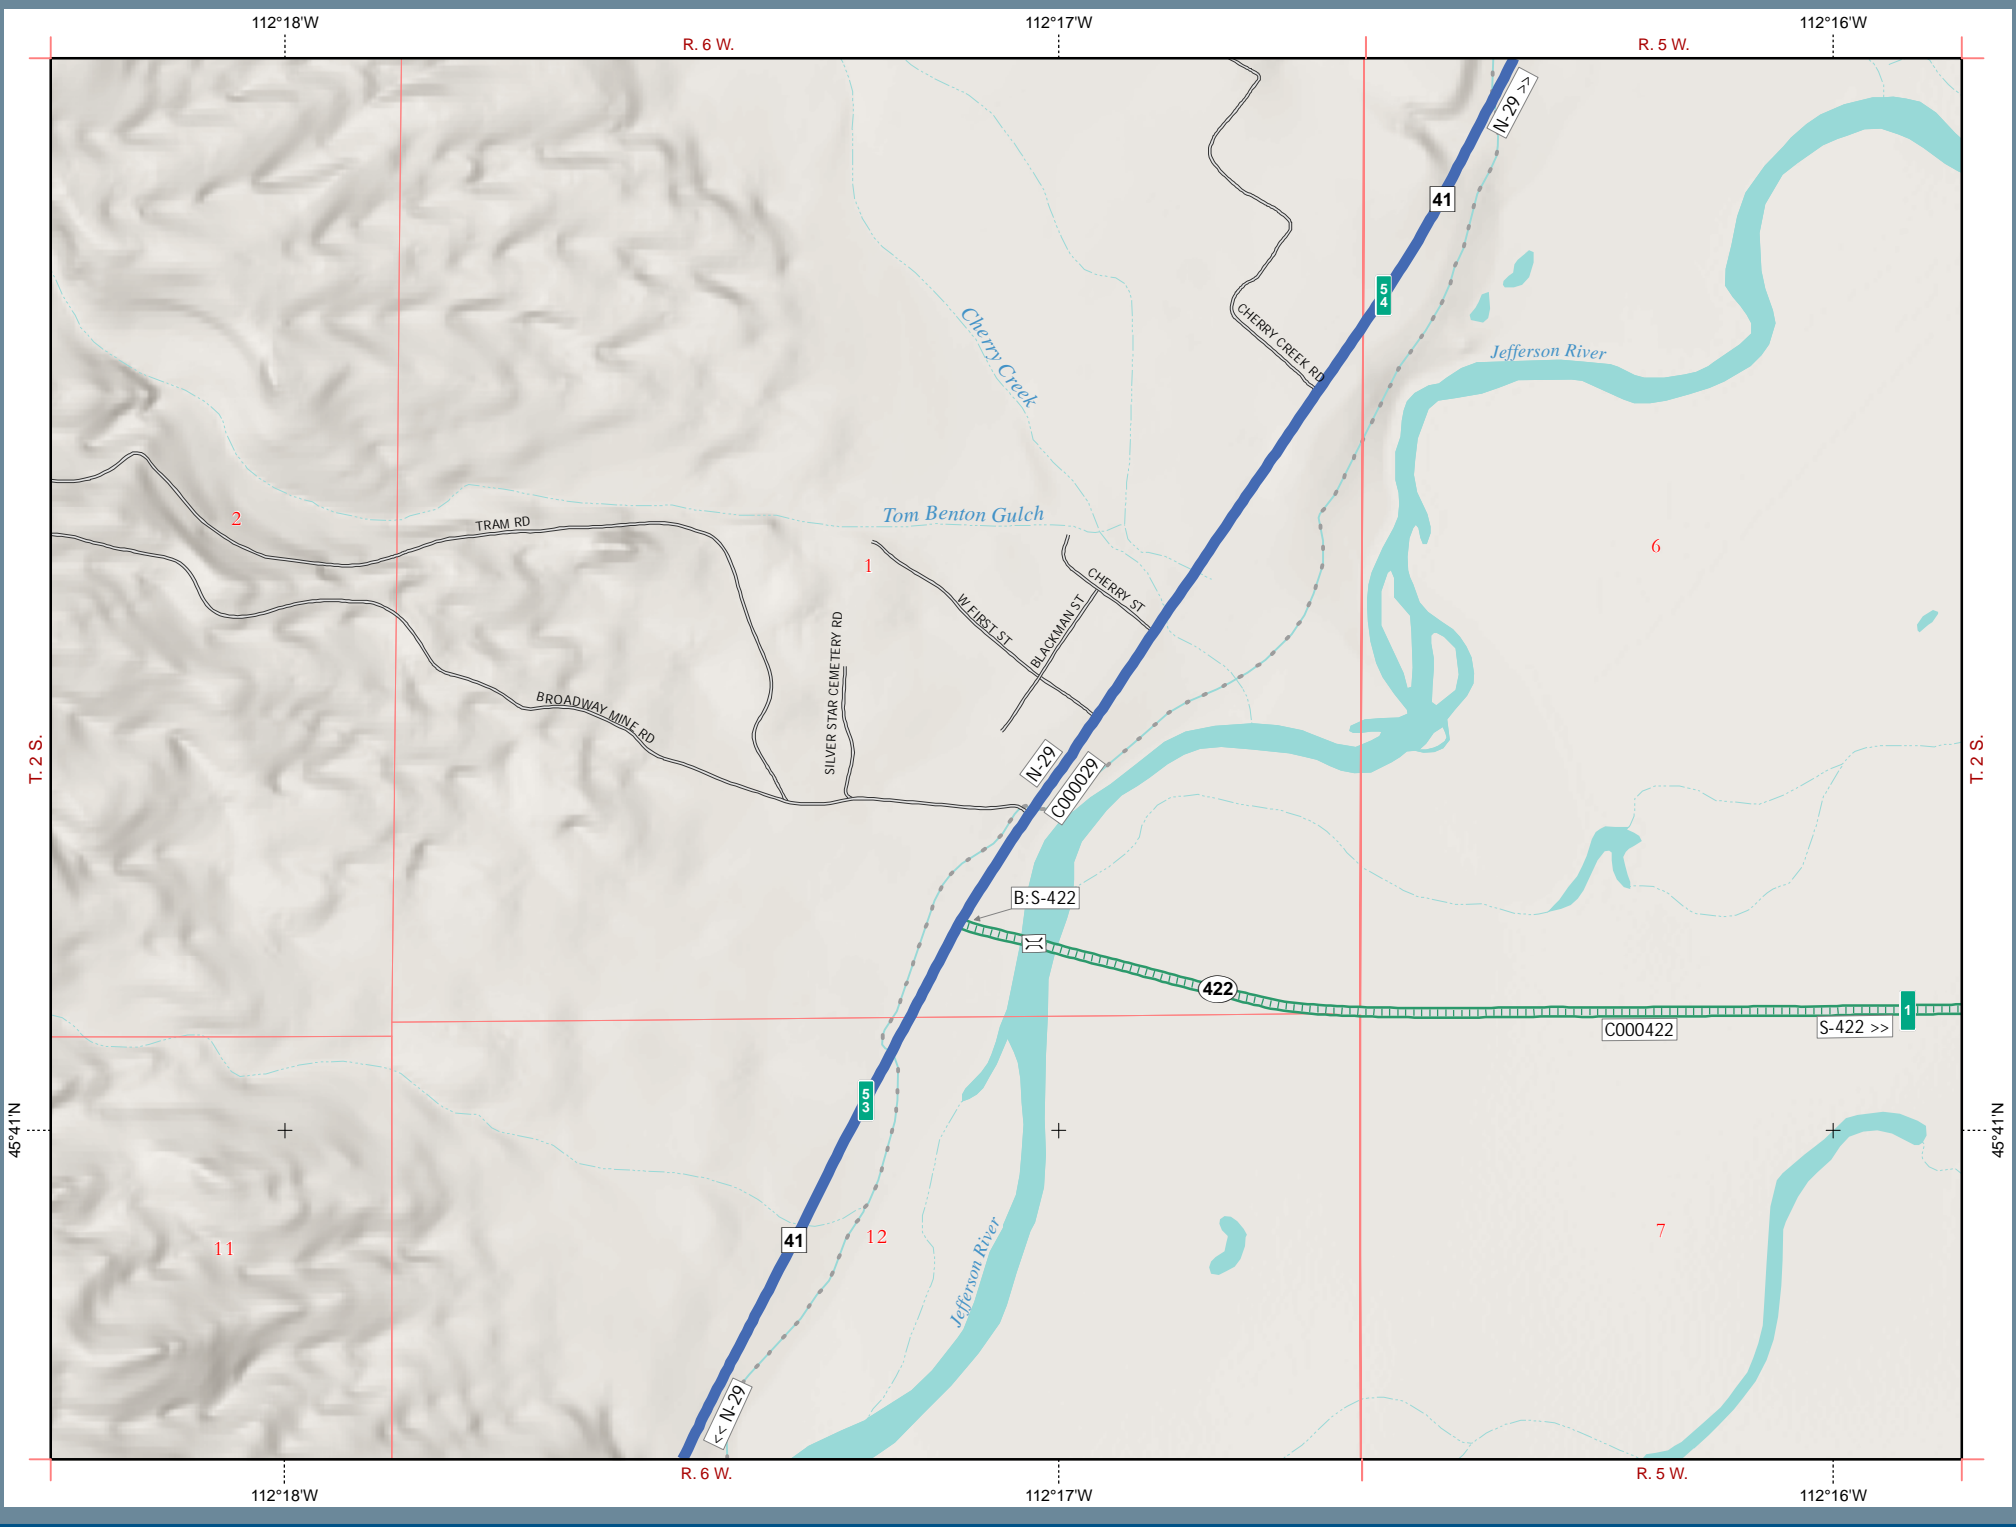 112°18'W
112°17'W
112°16'W
R. 6 W.
R. 5 W.
N-29 >>
41
5
4
Cherry Creek
CHERRY CREEK RD
Jefferson River
2
TRAM RD
Tom Benton Gulch
1
6
CHERRY ST
W FIRST ST
BLACKMAN ST
SILVER STAR CEMETERY RD
BROADWAY MINE RD
T. 2 S.
T. 2 S.
N-29
C000029
B:S-422
422
1
C000422
S-422 >>
5
3
45°41'N
45°41'N
41
12
11
7
Jefferson River
<< N-29
R. 6 W.
R. 5 W.
112°18'W
112°17'W
112°16'W